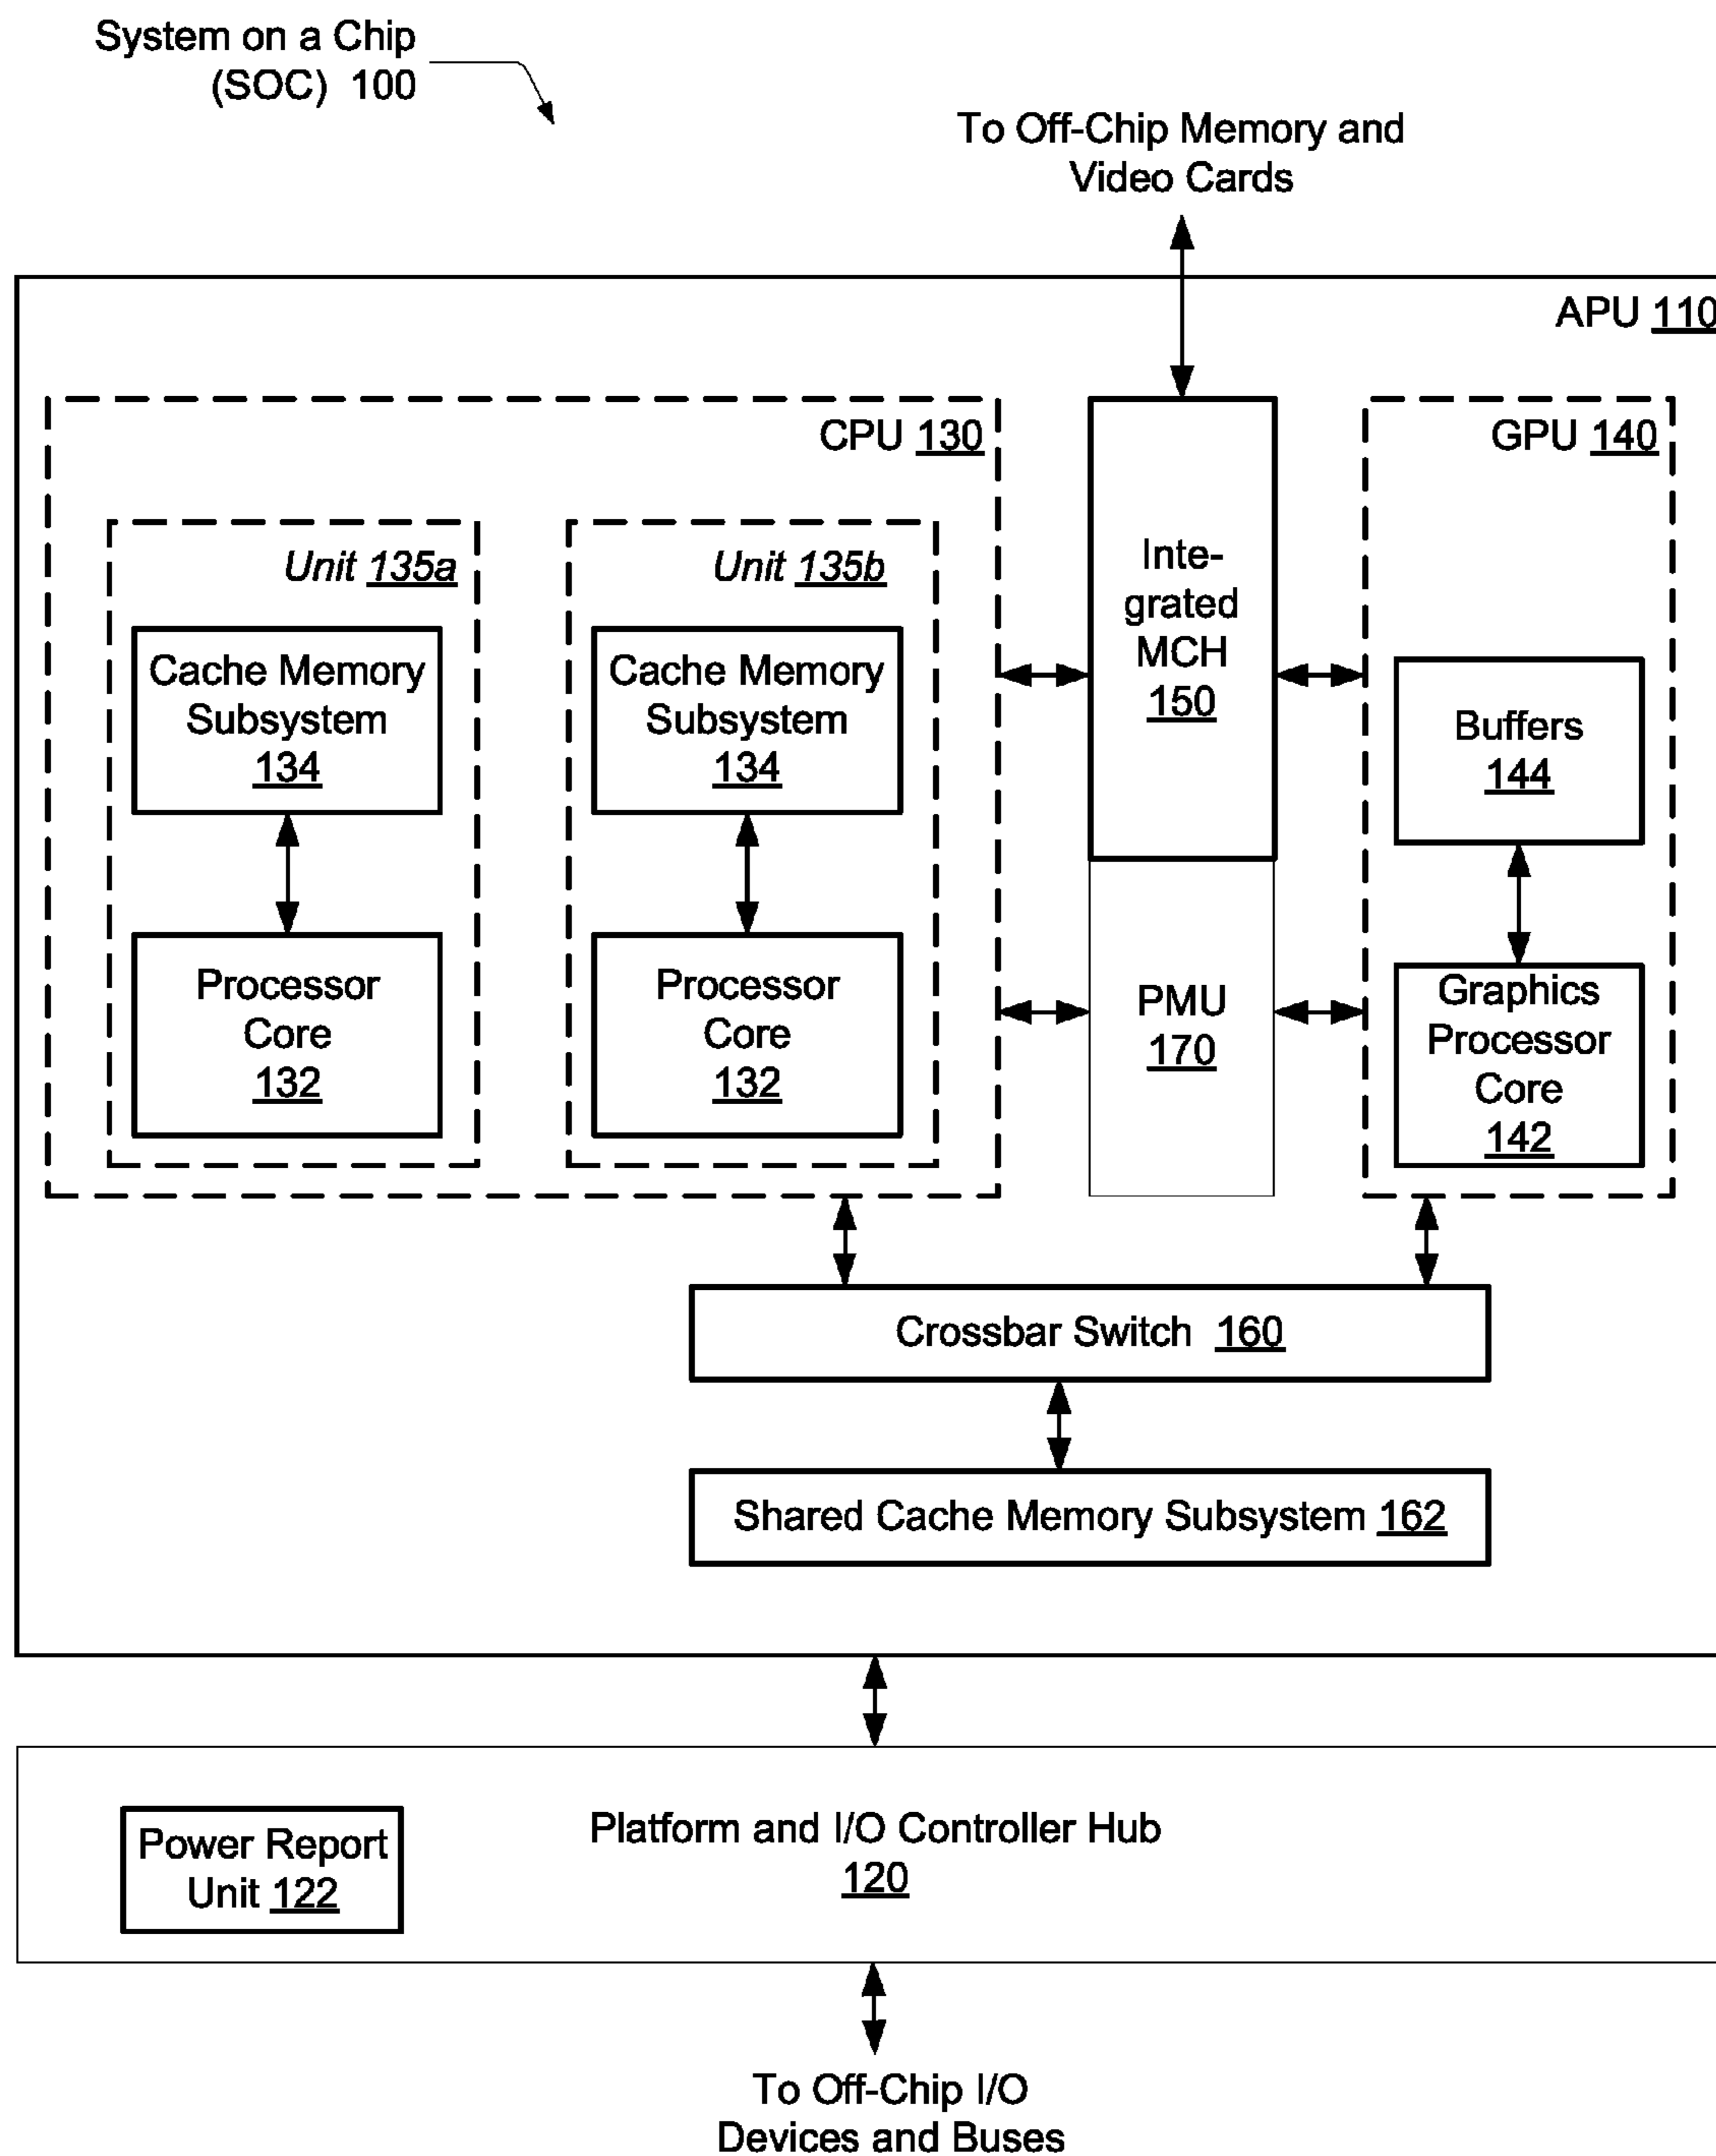 System on a Chip
(SOC) 100
To Off-Chip Memory and
Video Cards
APU 110
CPU 130
GPU 140
Unit 135a
Unit 135b
Cache Memory
Subsystem
134
Cache Memory
Subsystem
134
Inte-
grated
MCH
150
Buffers
144
Processor
Core
132
Processor
Core
132
PMU
170
Graphics
Processor
Core
142
Crossbar Switch 160
Shared Cache Memory Subsystem 162
Power Report
Unit 122
Platform and I/O Controller Hub
120
To Off-Chip I/O
Devices and Buses